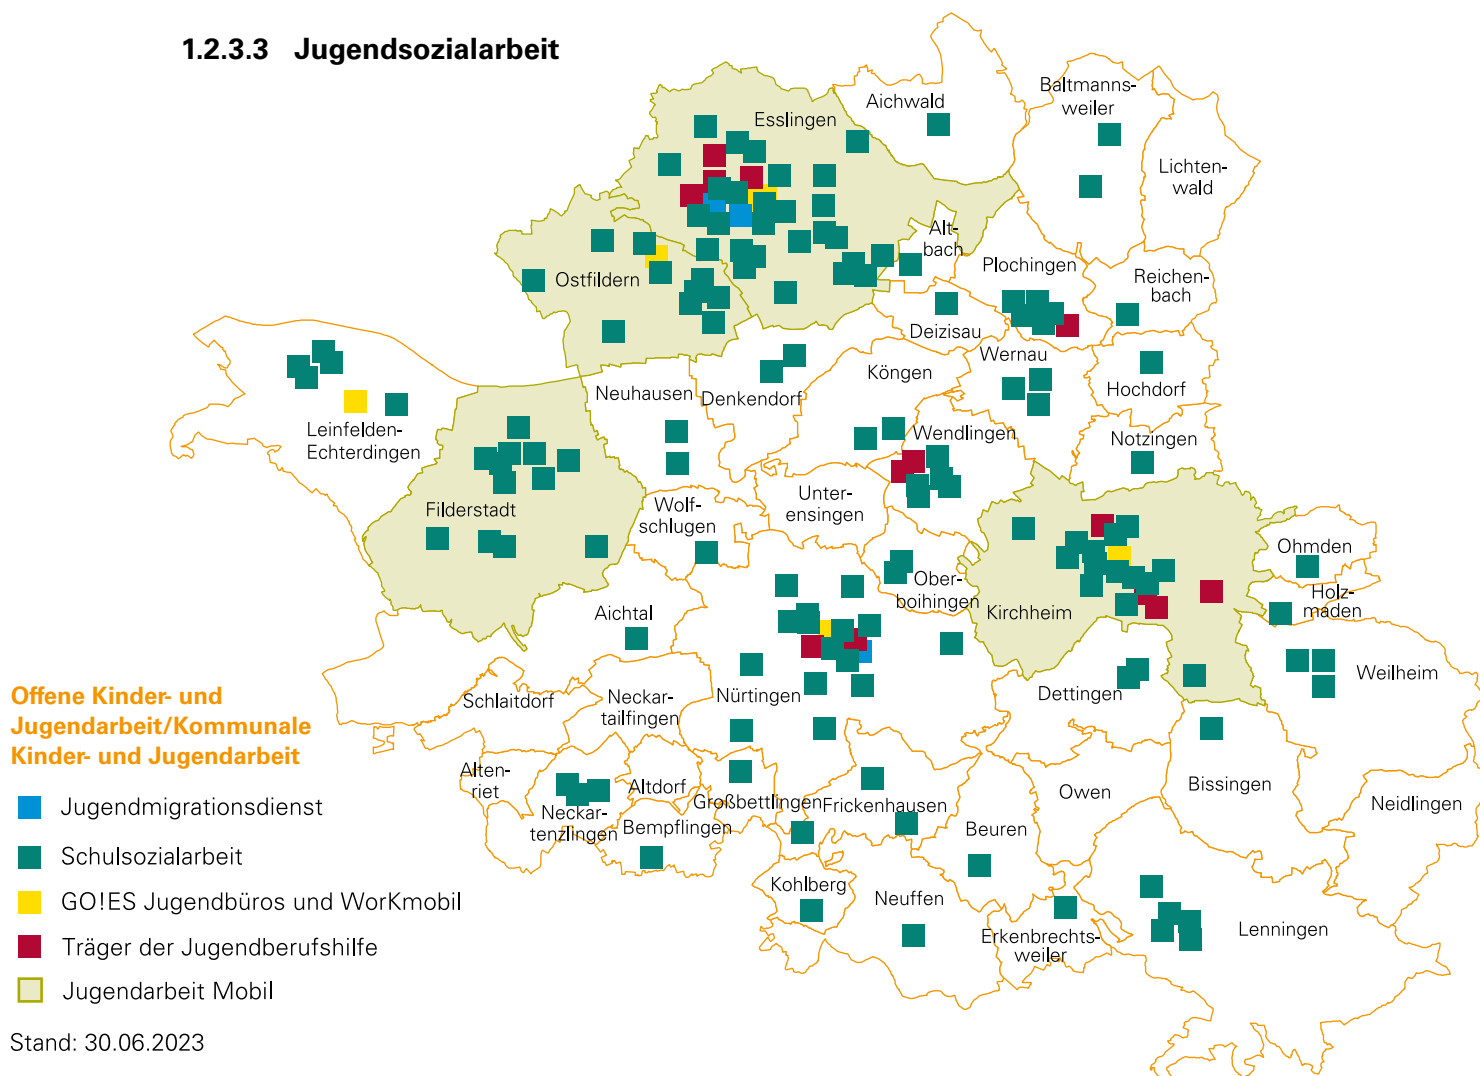 1.2.3.3 Jugendsozialarbeit
Aichwald
Baltmanns-
weiler
Esslingen
Lichten-
wald
Alt-
bach
Plochingen
Reichen-
bach
Ostfildern
Deizisau
Wernau
Köngen
Hochdorf
Neuhausen
Denkendorf
Leinfelden-
Echterdingen
Wendlingen
Notzingen
Filderstadt
Wolf-
schlugen
Unter-
ensingen
Ohmden
Ober-
boihingen
Holz-
maden
Kirchheim
Aichtal
Weilheim
Schlaitdorf
Neckar-
tailfingen
Nürtingen
Dettingen
Offene Kinder- und
Jugendarbeit/Kommunale
Kinder- und Jugendarbeit
Jugendmigrationsdienst
Schulsozialarbeit
GO!ES Jugendbüros und WorKmobil
Träger der Jugendberufshilfe
Jugendarbeit Mobil
Stand: 30.06.2023
Alten-
riet
Altdorf
Großbettlingen
Frickenhausen
Owen
Bissingen
Neidlingen
Neckar-
tenzlingen
Bempflingen
Beuren
Kohlberg
Neuffen
Erkenbrechts-
weiler
Lenningen